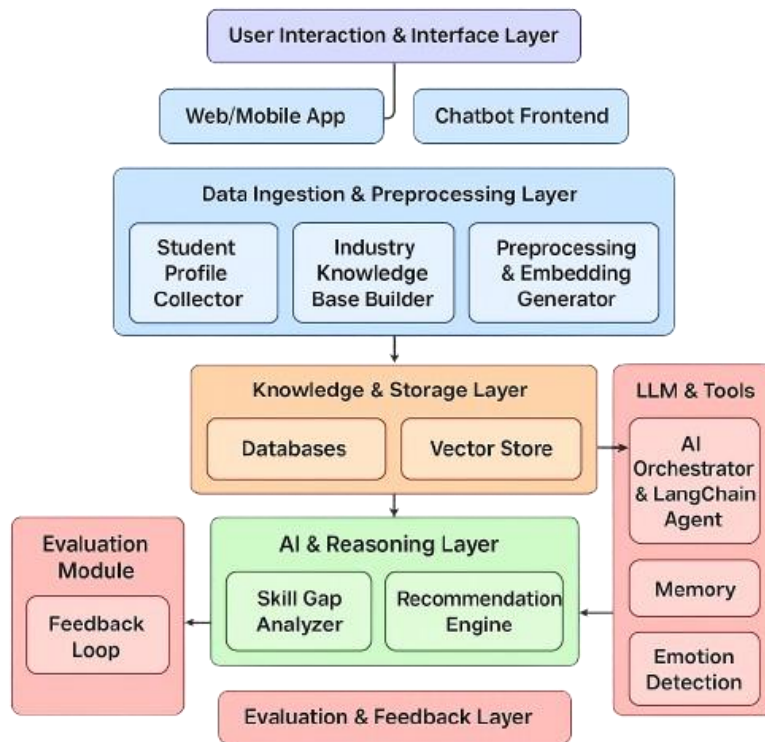 User Interaction & Interface Layer
Web/Mobile App
Chatbot Frontend
Data Ingestion & Preprocessing Layer
Student
Profile
Collector
Industry
Knowledge
Base Builder
Preprocessing
& Embedding
Generator
Knowledge & Storage Layer
Databases
Vector Store
LLM & Tools
AI
Orchestrator
& LangChain
Agent
Memory
Emotion
Detection
Evaluation
Module
Feedback
Loop
AI & Reasoning Layer
Skill Gap
Analyzer
Recommendation
Engine
Evaluation & Feedback Layer